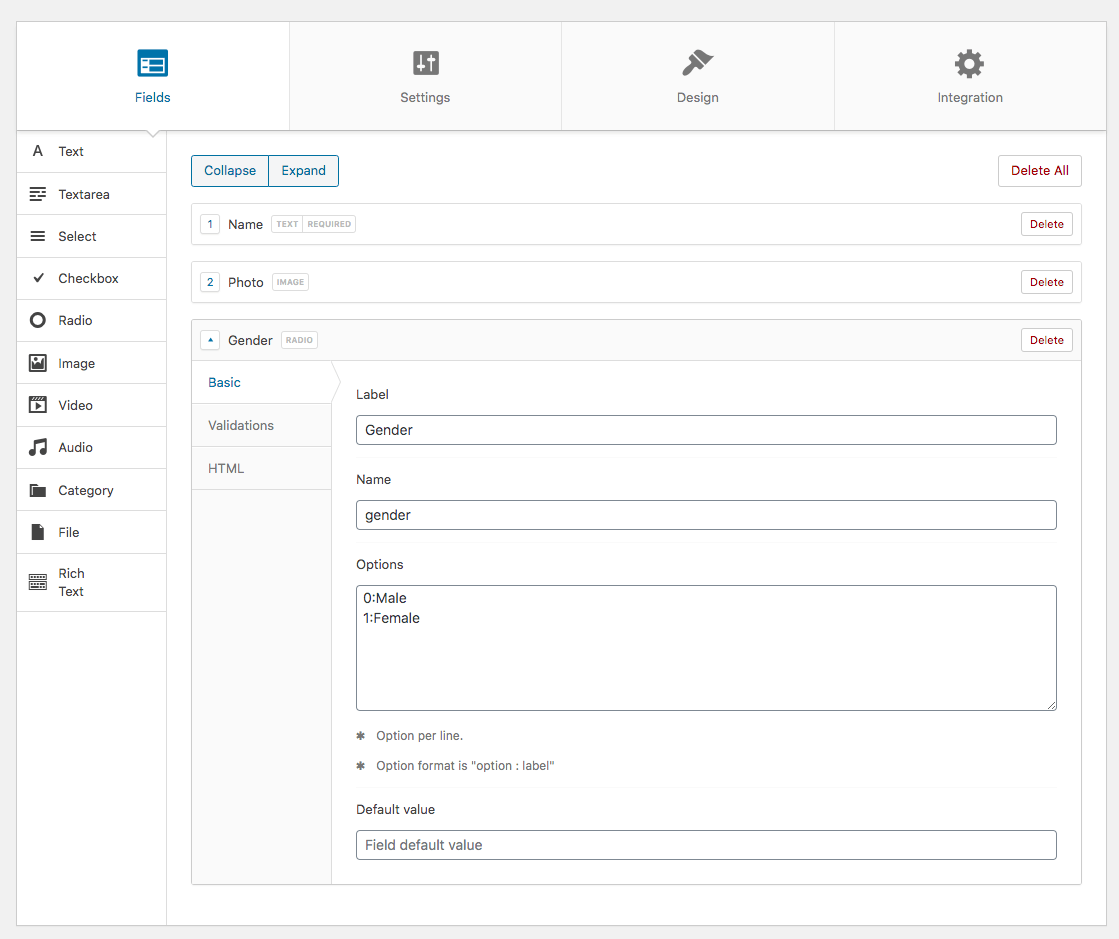 Fields
Settings
Design
Integration
Text
Textarea
Select
Checkbox
Radio
Image
Video
Audio
Category
File
Rich
Text
Collapse
Expand
Delete All
1 Name TEXT REQUIRED Delete
2 Photo IMAGE Delete
Gender RADIO Delete
Basic
Validations
HTML
Label
Gender
Name
gender
Options
0:Male
1:Female
✱ Option per line.
✱ Option format is "option : label"
Default value
Field default value